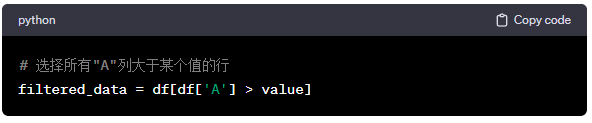 python
Copy code
# 选择所有"A"列大于某个值的行
filtered_data = df[df['A'] > value]